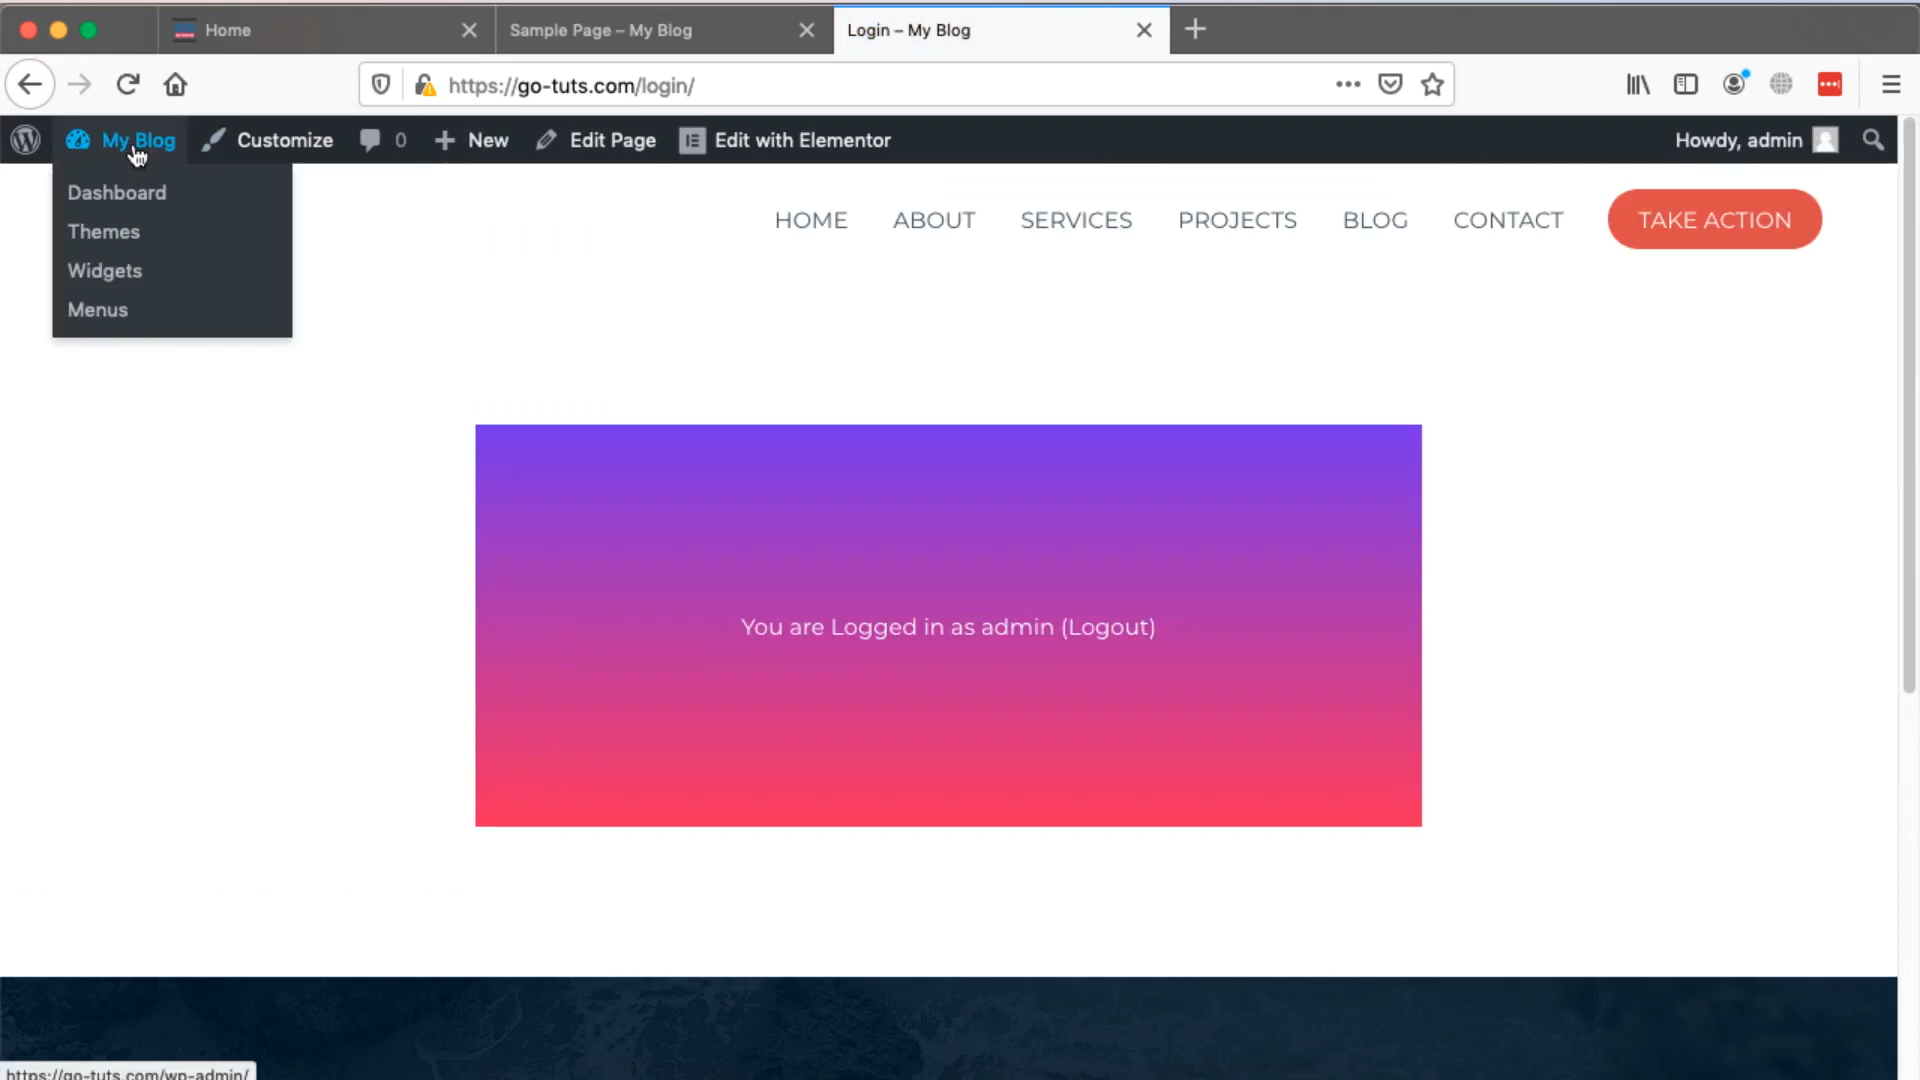 Home
Sample Page – My Blog
Login – My Blog
https://go-tuts.com/login/
My Blog
Customize
0
New
Edit Page
Edit with Elementor
Howdy, admin
Dashboard
Themes
Widgets
Menus
HOME
ABOUT
SERVICES
PROJECTS
BLOG
CONTACT
TAKE ACTION
You are Logged in as admin (Logout)
https://go-tuts.com/wp-admin/